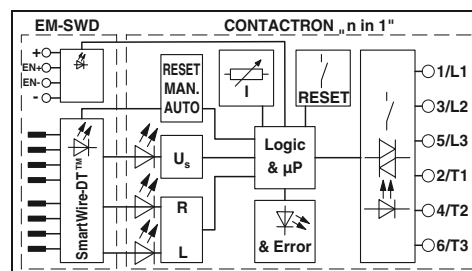 EM-SWD
CONTACTRON „n in 1"
+
EN+
EN-
-
RESET
MAN.
AUTO
I
RESET
1/L1
3/L2
5/L3
2/T1
4/T2
6/T3
SmartWire-DT™
Us
R
L
Logic
& µP
& Error